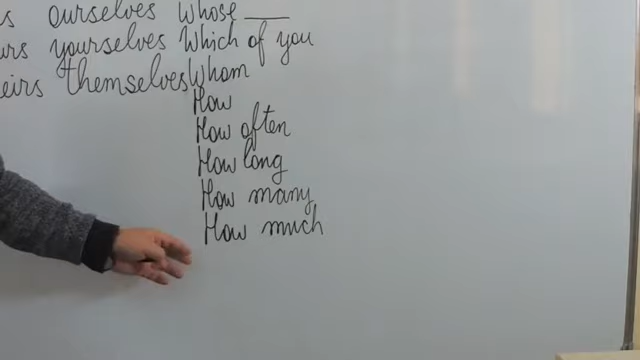 ourselves Whose ___
yourselves Which of you
themselves Whom
How
How often
How long
How many
How much